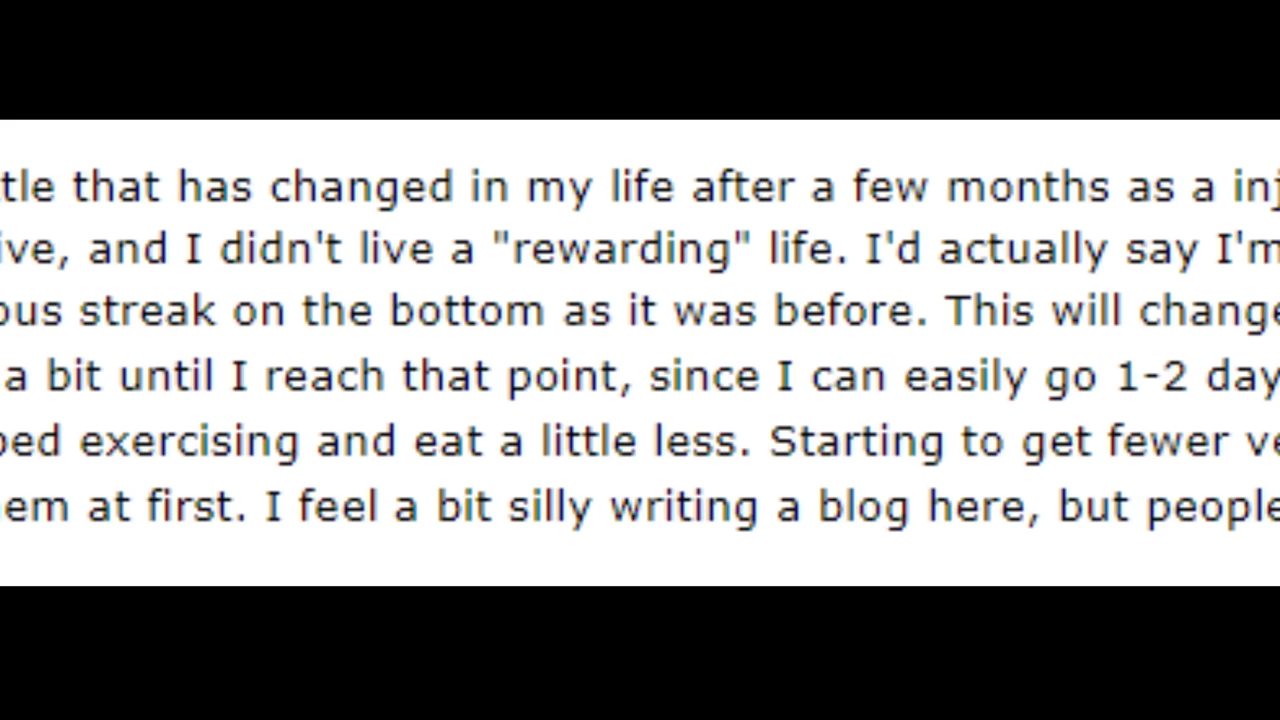 tle that has changed in my life after a few months as a inj
ive, and I didn't live a "rewarding" life. I'd actually say I'm
ous streak on the bottom as it was before. This will change
a bit until I reach that point, since I can easily go 1-2 day
ped exercising and eat a little less. Starting to get fewer ve
em at first. I feel a bit silly writing a blog here, but people